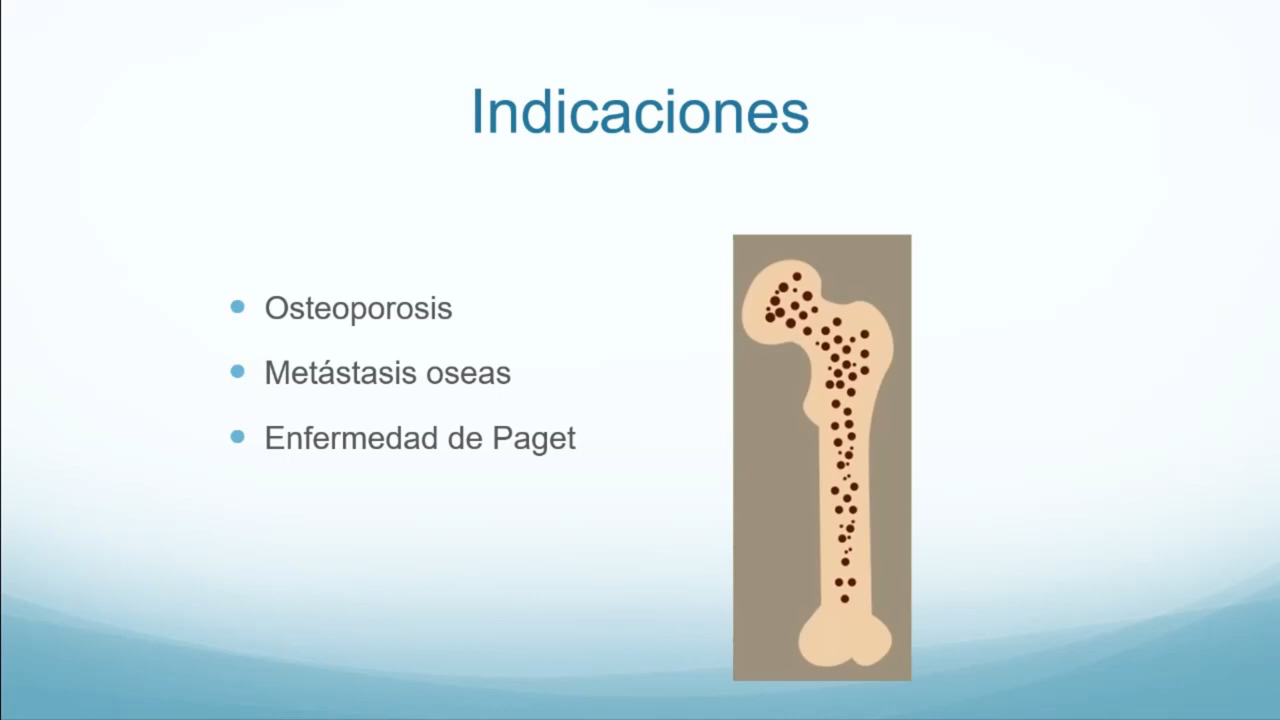 Indicaciones
Osteoporosis
Metástasis oseas
Enfermedad de Paget